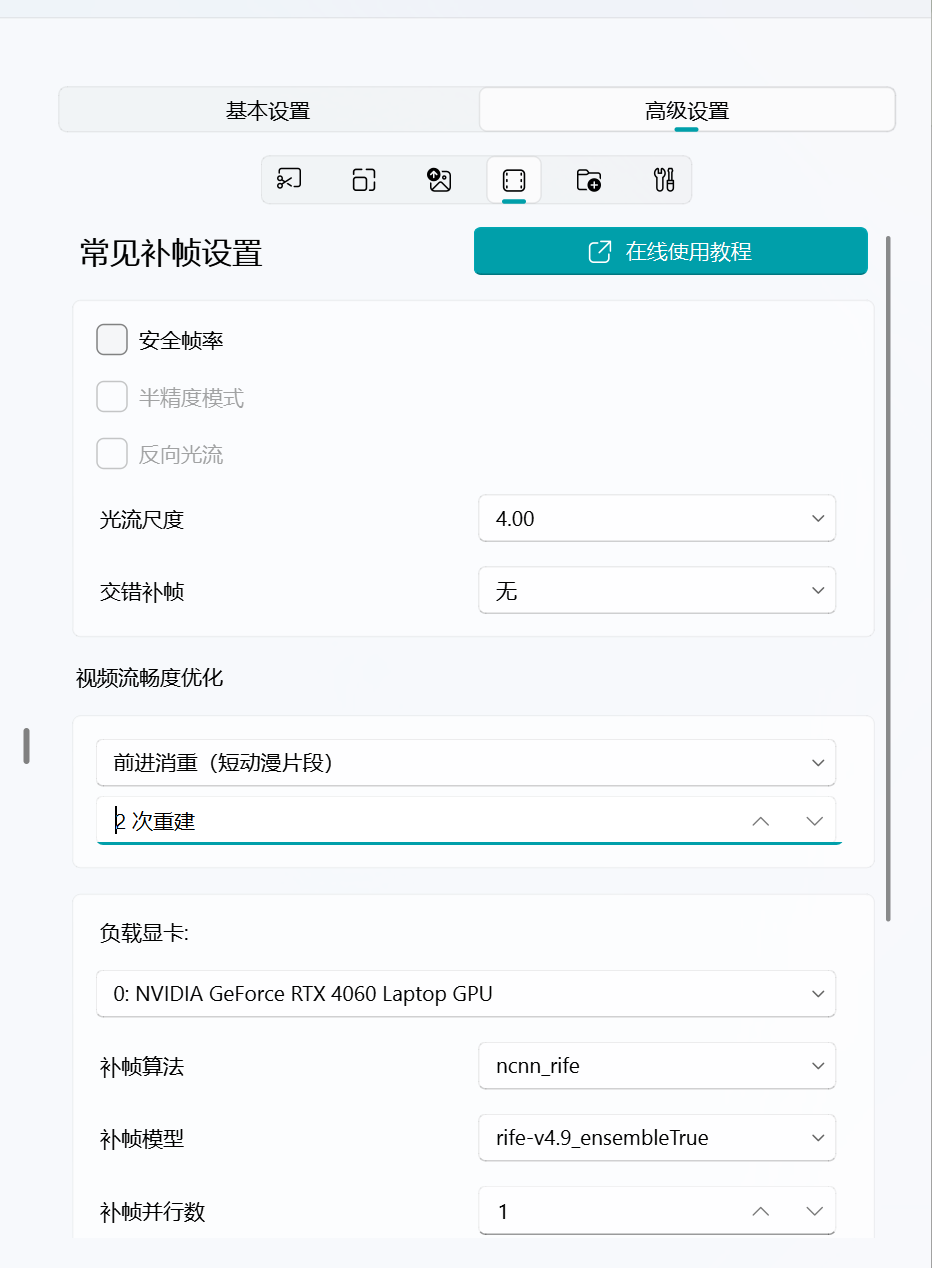 基本设置
高级设置
常见补帧设置
在线使用教程
安全帧率
半精度模式
反向光流
光流尺度
4.00
交错补帧
无
视频流畅度优化
前进消重（短动漫片段）
2 次重建
负载显卡:
0: NVIDIA GeForce RTX 4060 Laptop GPU
补帧算法
ncnn_rife
补帧模型
rife-v4.9_ensembleTrue
补帧并行数
1